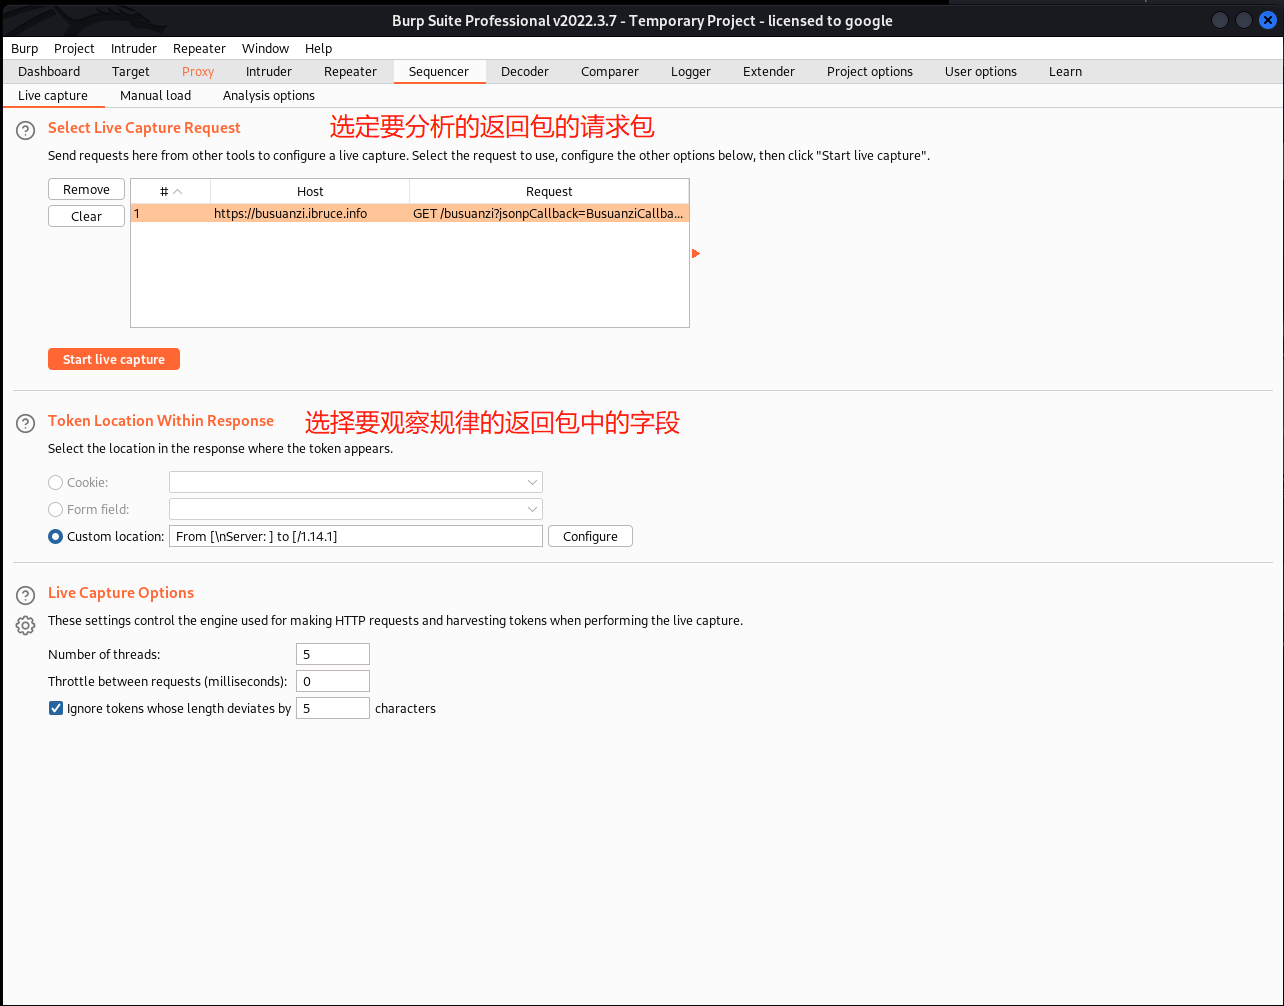 Burp Suite Professional v2022.3.7 - Temporary Project - licensed to google
Burp Project Intruder Repeater Window Help
Dashboard Target Proxy Intruder Repeater Sequencer Decoder Comparer Logger Extender Project options User options Learn
Live capture Manual load Analysis options
Select Live Capture Request 选定要分析的返回包的请求包
Send requests here from other tools to configure a live capture. Select the request to use, configure the other options below, then click "Start live capture".
Remove # Host Request
Clear 1 https://busuanzi.ibruce.info GET /busuanzi?jsonpCallback=BusuanziCallba...
Start live capture
Token Location Within Response 选择要观察规律的返回包中的字段
Select the location in the response where the token appears.
Cookie:
Form field:
Custom location: From [\nServer: ] to [/1.14.1] Configure
Live Capture Options
These settings control the engine used for making HTTP requests and harvesting tokens when performing the live capture.
Number of threads: 5
Throttle between requests (milliseconds): 0
Ignore tokens whose length deviates by 5 characters